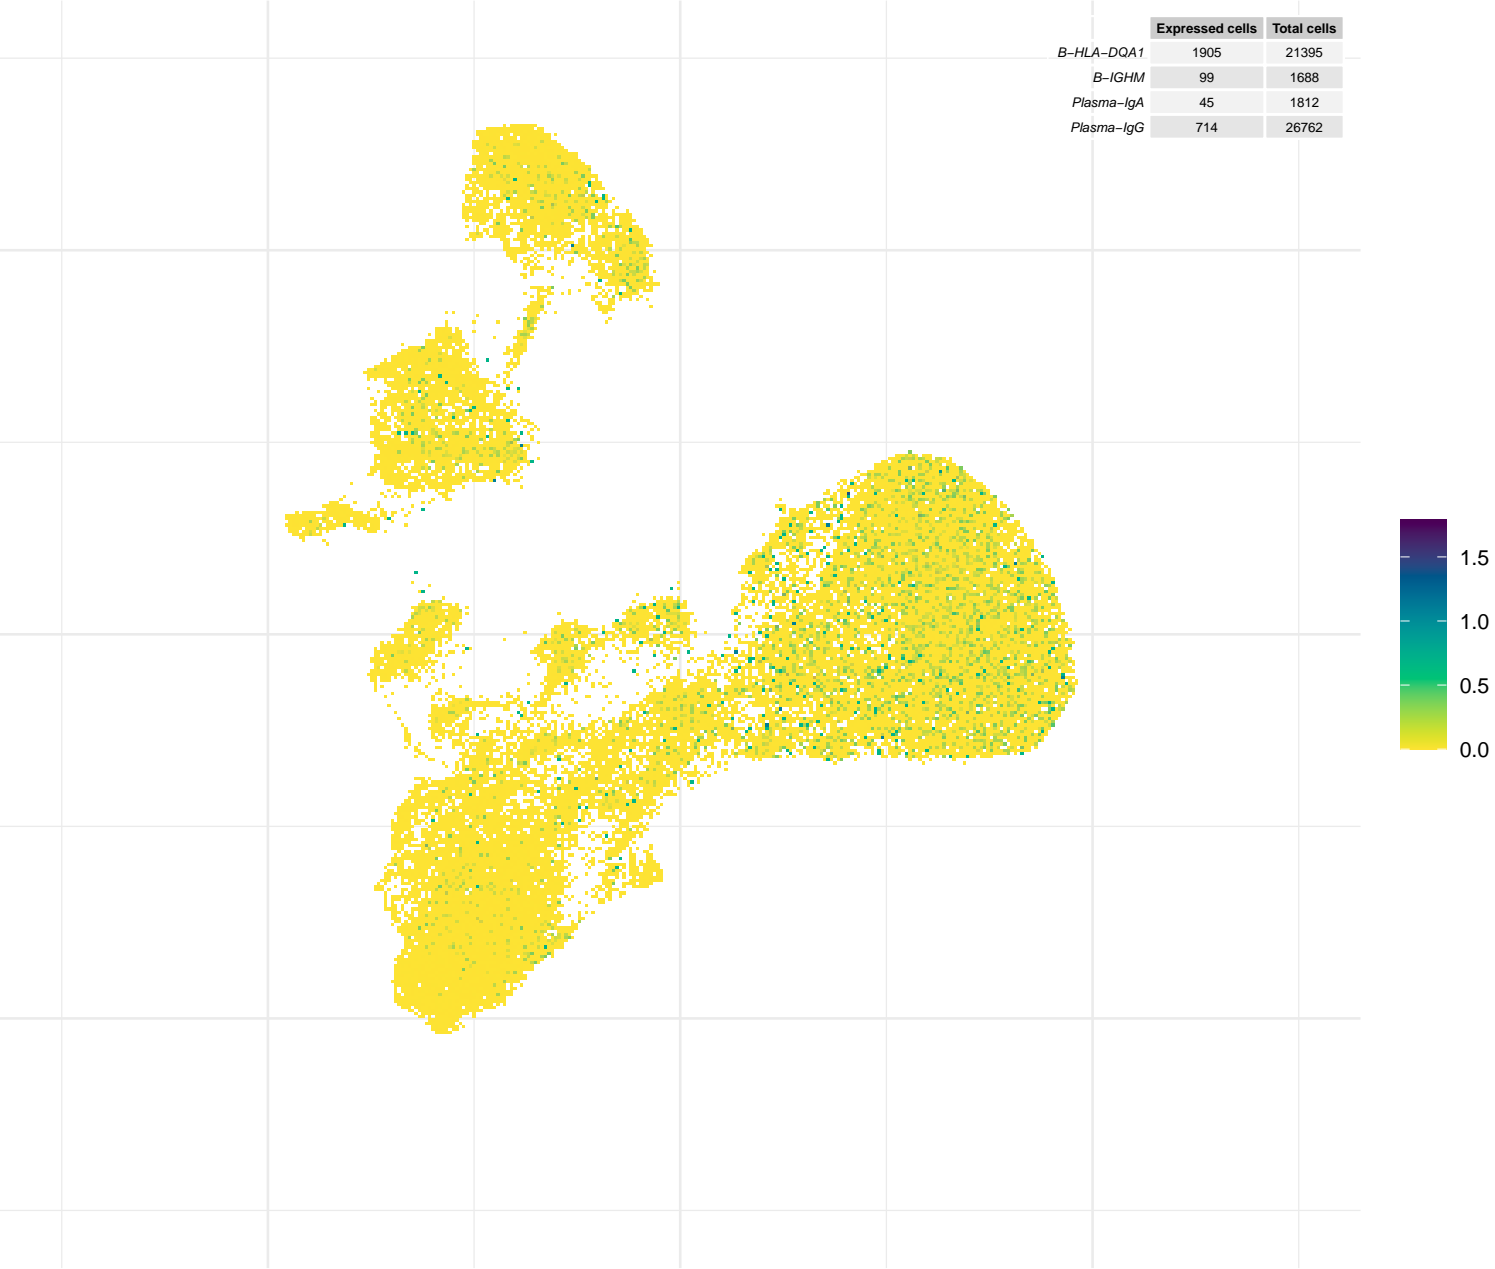 Expressed cells Total cells
B−HLA−DQA1 1905 21395
B−IGHM 99 1688
Plasma−IgA 45 1812
Plasma−IgG 714 26762
1.5
1.0
0.5
0.0